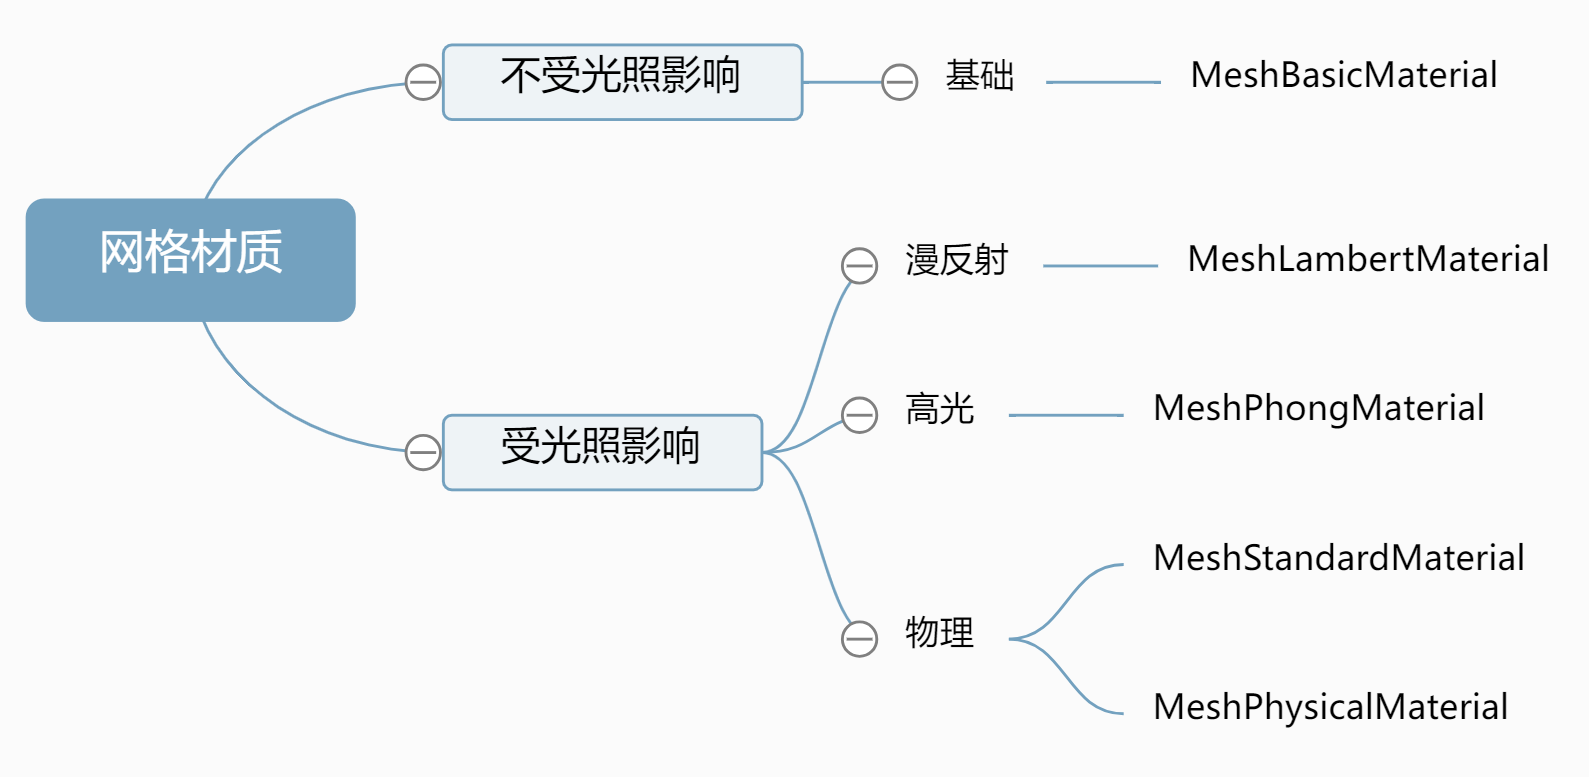 网格材质
不受光照影响
基础
MeshBasicMaterial
受光照影响
漫反射
MeshLambertMaterial
高光
MeshPhongMaterial
物理
MeshStandardMaterial
MeshPhysicalMaterial